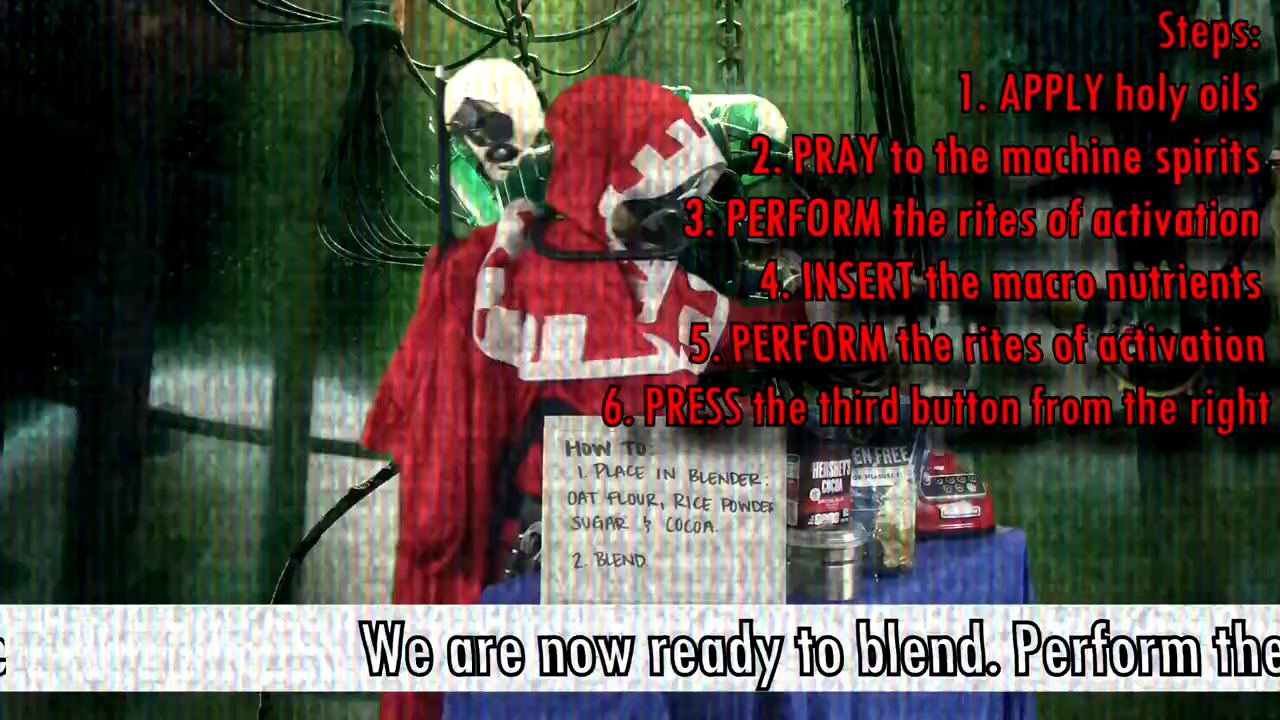 Steps:
1. APPLY holy oils
2. PRAY to the machine spirits
3. PERFORM the rites of activation
4. INSERT the macro nutrients
5. PERFORM the rites of activation
6. PRESS the third button from the right
HOW TO:
1. PLACE IN BLENDER:
OAT FLOUR, RICE POWDER
SUGAR & COCOA.
2. BLEND
HERSHEY'S
COCOA
EN FREE
We are now ready to blend. Perform the